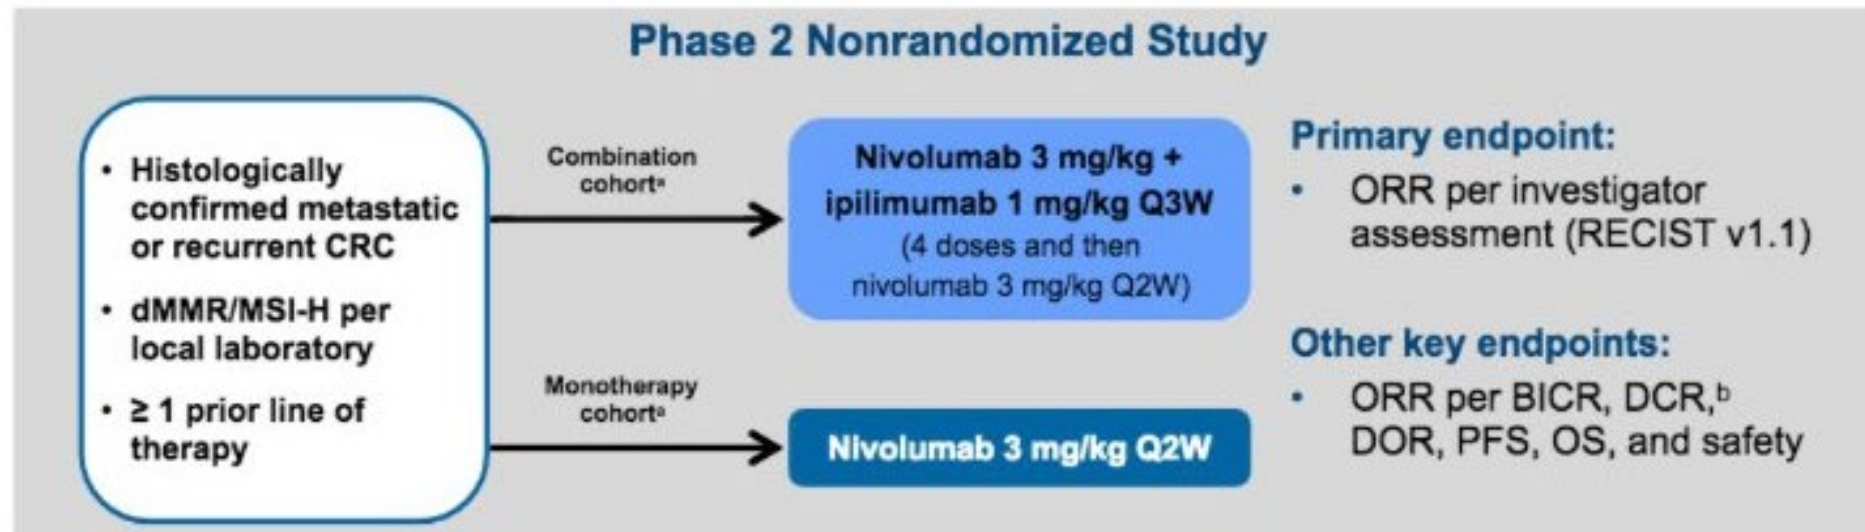 Phase 2 Nonrandomized Study
• Histologically
confirmed metastatic
or recurrent CRC
• dMMR/MSI-H per
local laboratory
• ≥ 1 prior line of
therapy
Combination
cohortᵃ
Nivolumab 3 mg/kg +
ipilimumab 1 mg/kg Q3W
(4 doses and then
nivolumab 3 mg/kg Q2W)
Monotherapy
cohortᵃ
Nivolumab 3 mg/kg Q2W
Primary endpoint:
• ORR per investigator
assessment (RECIST v1.1)
Other key endpoints:
• ORR per BICR, DCR,ᵇ
DOR, PFS, OS, and safety